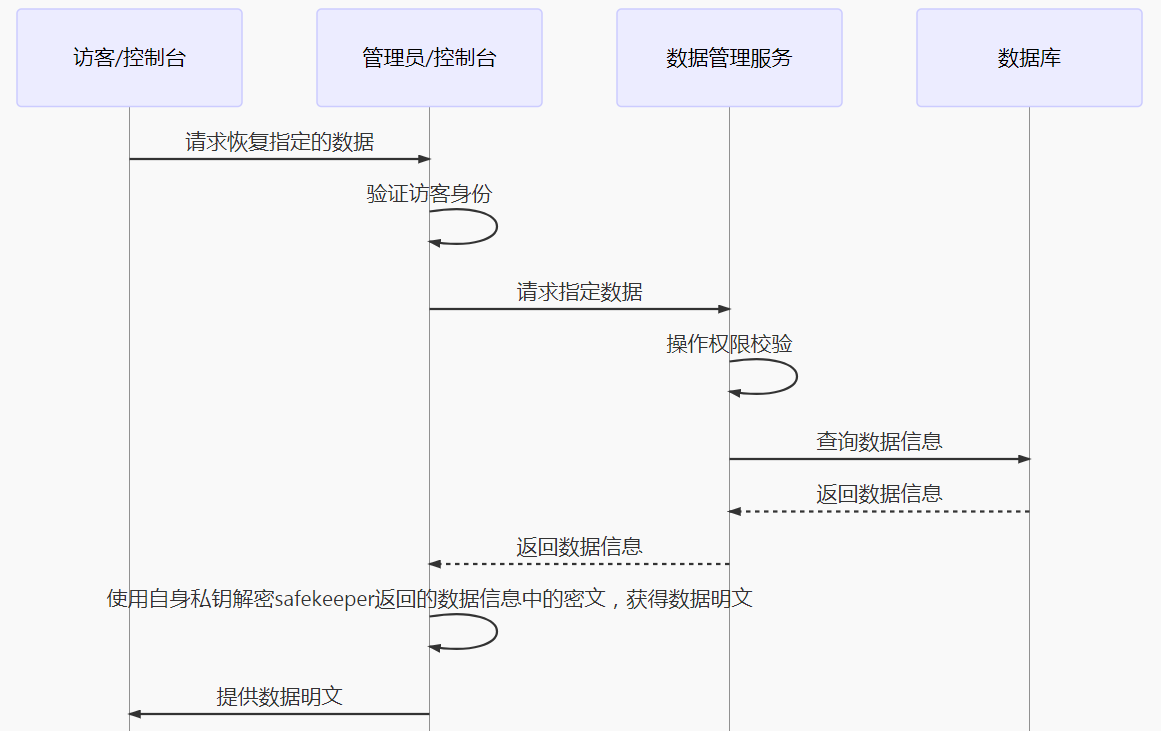 访客/控制台
管理员/控制台
数据管理服务
数据库
请求恢复指定的数据
验证访客身份
请求指定数据
操作权限校验
查询数据信息
返回数据信息
返回数据信息
使用自身私钥解密safekeeper返回的数据信息中的密文，获得数据明文
提供数据明文